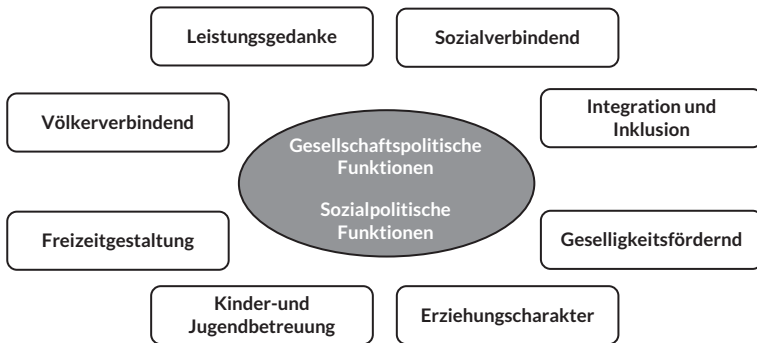 Leistungsgedanke
Sozialverbindend
Völkerverbindend
Integration und
Inklusion
Gesellschaftspolitische
Funktionen
Sozialpolitische
Funktionen
Freizeitgestaltung
Geselligkeitsfördernd
Kinder-und
Jugendbetreuung
Erziehungscharakter